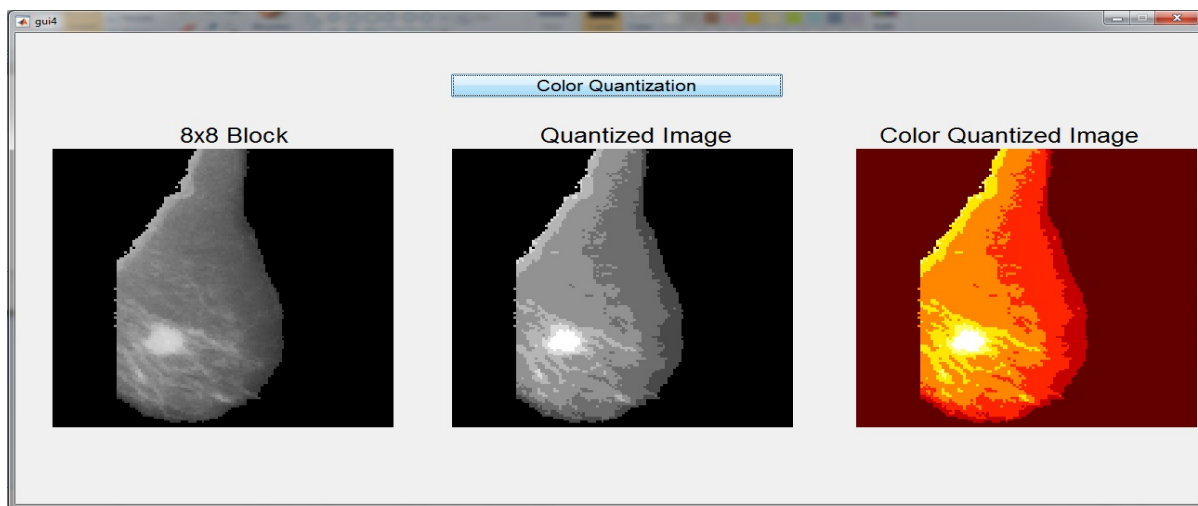 gui4
Color Quantization
8x8 Block
Quantized Image
Color Quantized Image